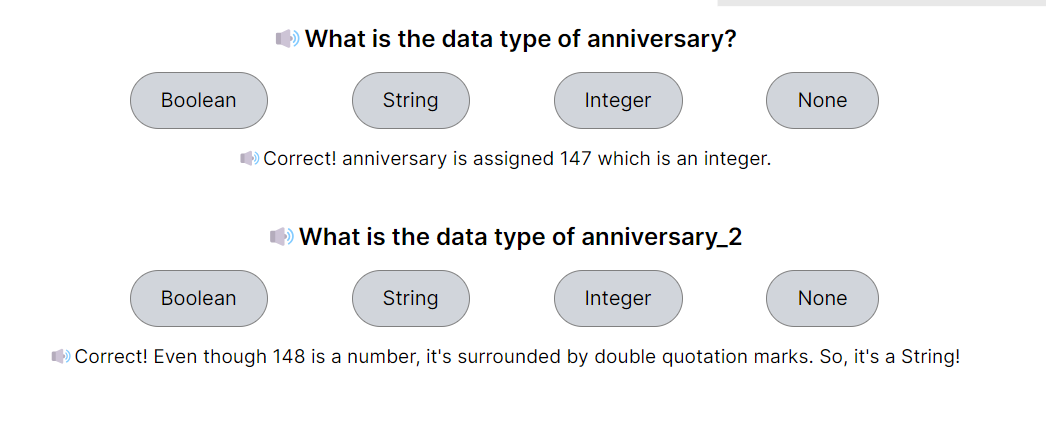 What is the data type of anniversary?
Boolean String Integer None
Correct! anniversary is assigned 147 which is an integer.
What is the data type of anniversary_2
Boolean String Integer None
Correct! Even though 148 is a number, it's surrounded by double quotation marks. So, it's a String!